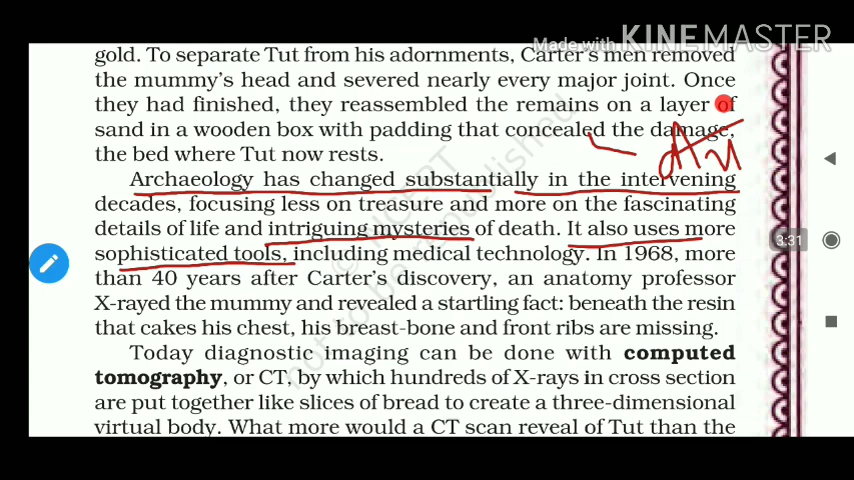 Made with KINEMASTER
gold. To separate Tut from his adornments, Carter's men removed
the mummy's head and severed nearly every major joint. Once
they had finished, they reassembled the remains on a layer of
sand in a wooden box with padding that concealed the damage,
the bed where Tut now rests.
Archaeology has changed substantially in the intervening
decades, focusing less on treasure and more on the fascinating
details of life and intriguing mysteries of death. It also uses more
3:31
sophisticated tools, including medical technology. In 1968, more
than 40 years after Carter's discovery, an anatomy professor
X-rayed the mummy and revealed a startling fact: beneath the resin
that cakes his chest, his breast-bone and front ribs are missing.
Today diagnostic imaging can be done with computed
tomography, or CT, by which hundreds of X-rays in cross section
are put together like slices of bread to create a three-dimensional
virtual body. What more would a CT scan reveal of Tut than the
not to be republished